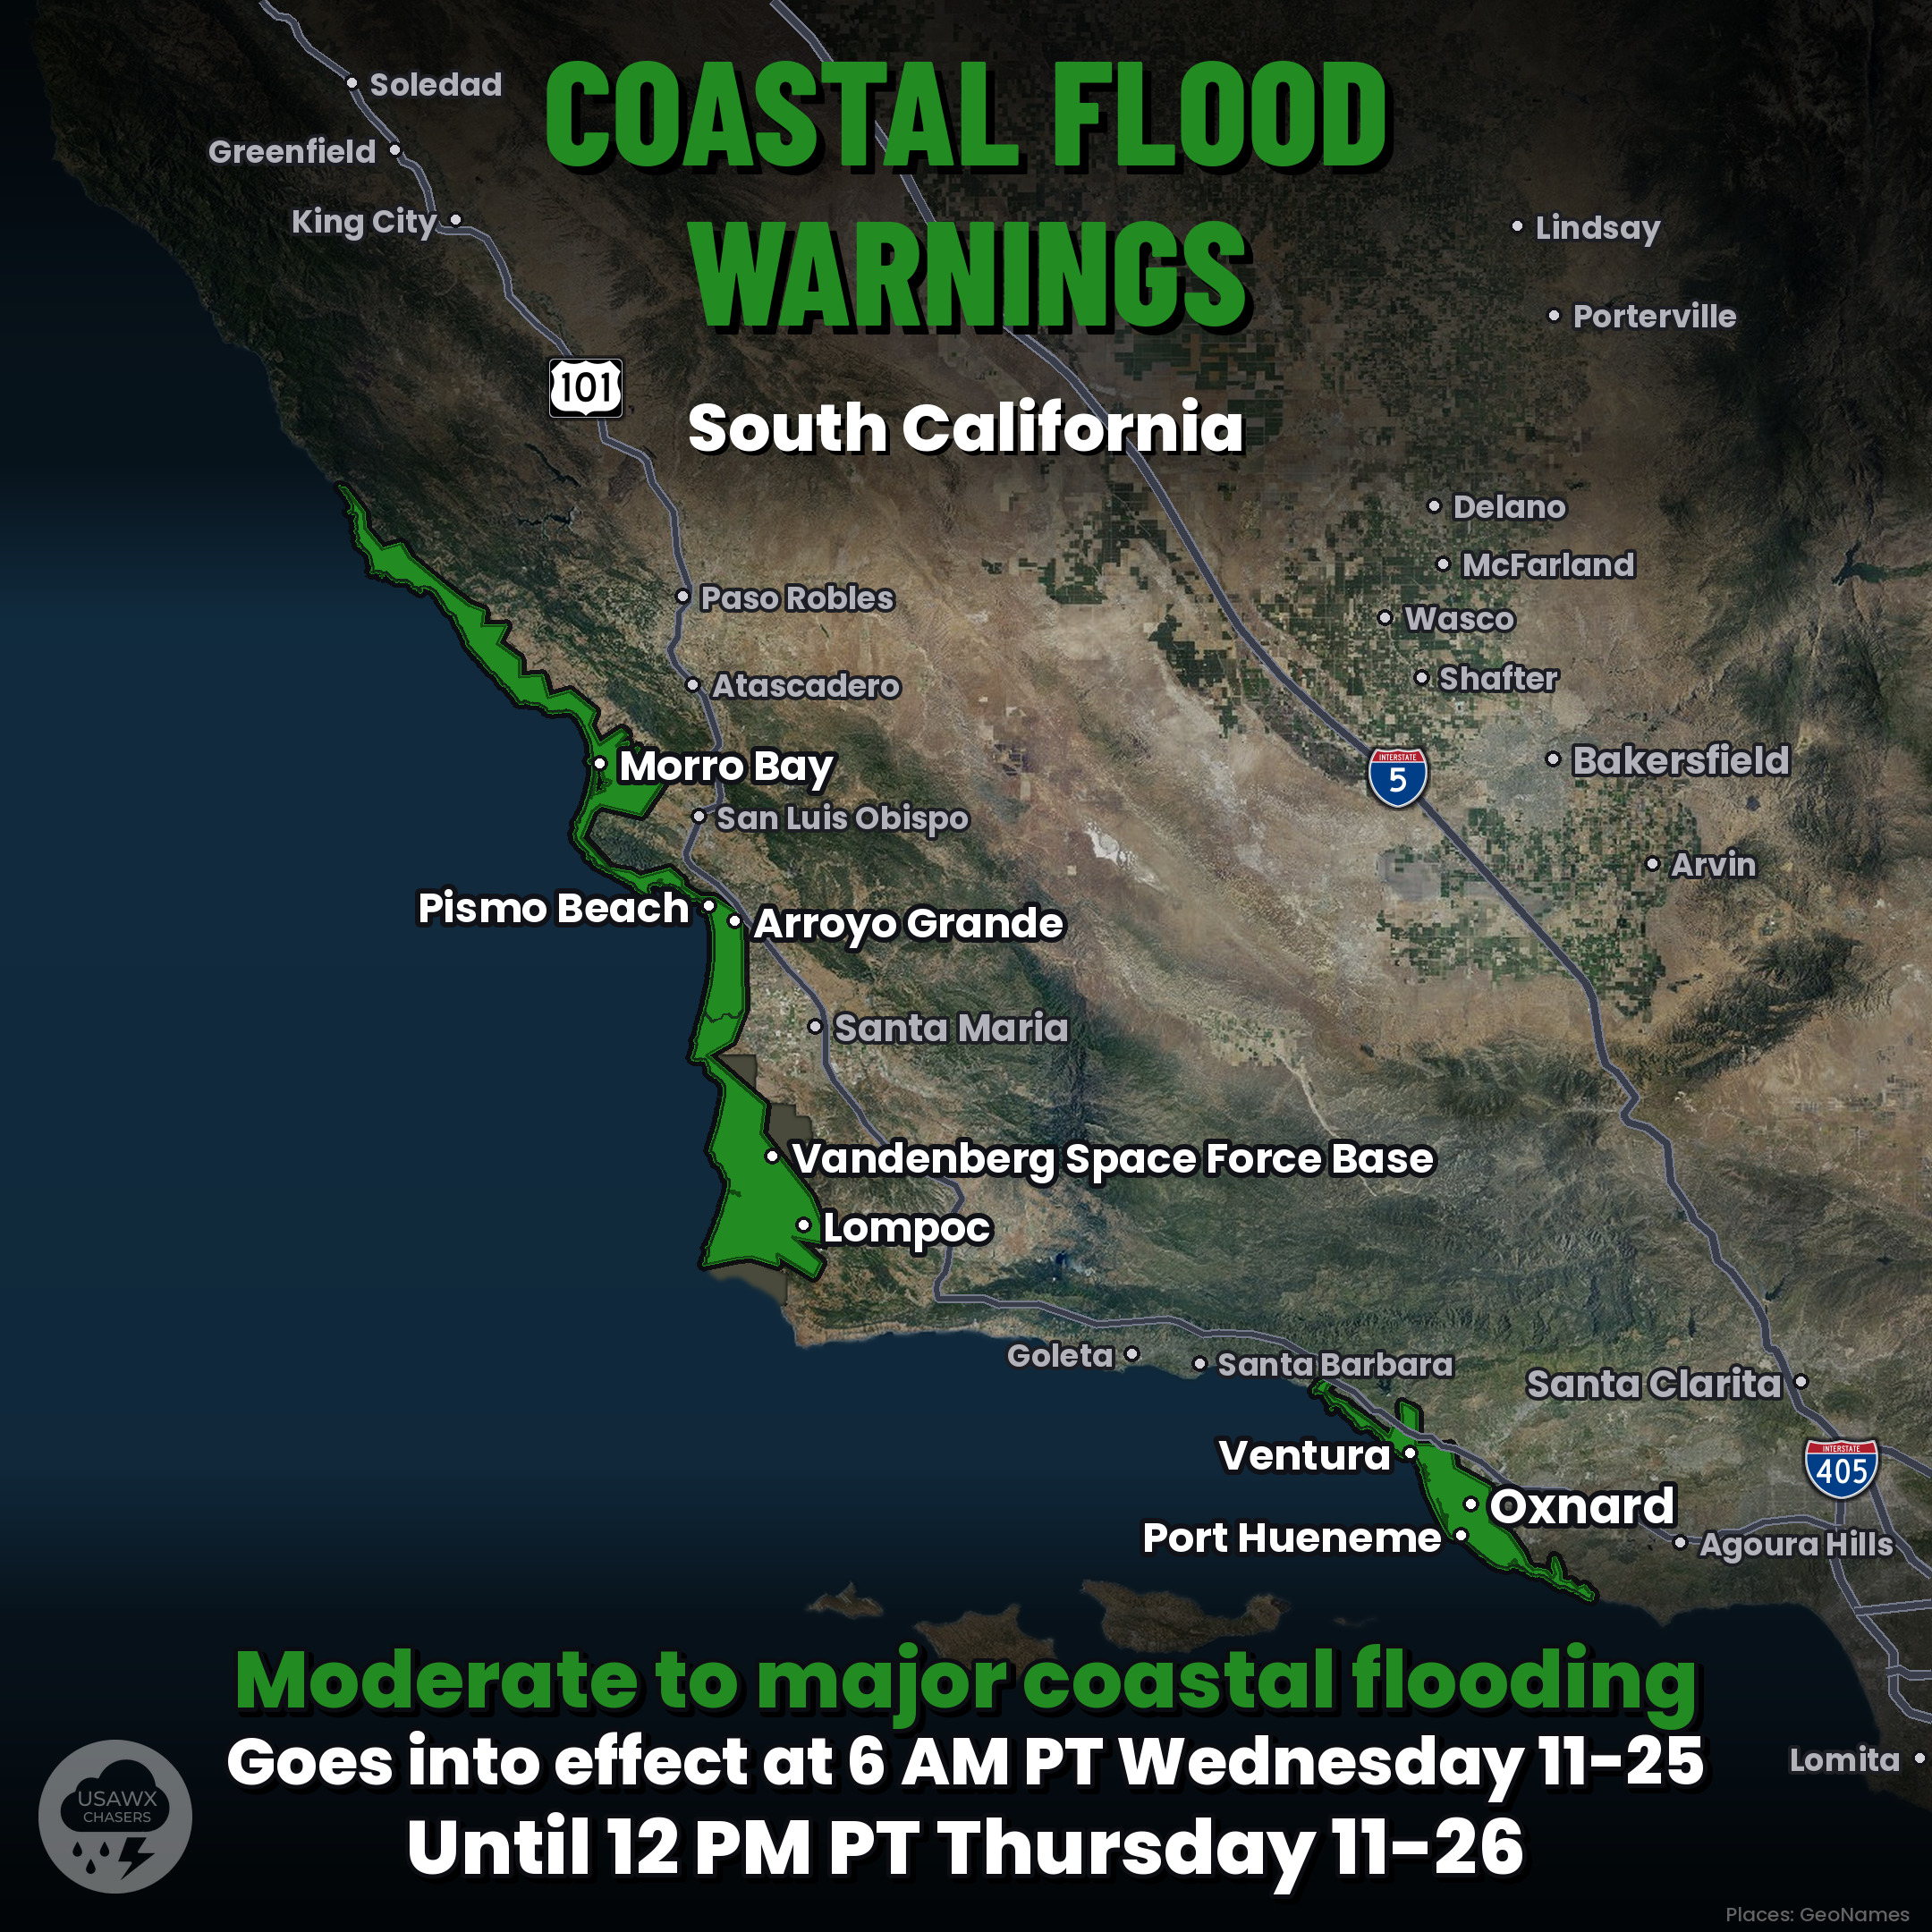 COASTAL FLOOD
WARNINGS
South California
Soledad
Greenfield
King City
Lindsay
Porterville
101
Delano
McFarland
Paso Robles
Wasco
Atascadero
Shafter
Morro Bay
INTERSTATE
5
Bakersfield
San Luis Obispo
Arvin
Pismo Beach
Arroyo Grande
Santa Maria
Vandenberg Space Force Base
Lompoc
Goleta
Santa Barbara
Santa Clarita
Ventura
INTERSTATE
405
Oxnard
Port Hueneme
Agoura Hills
Moderate to major coastal flooding
Goes into effect at 6 AM PT Wednesday 11-25
Lomita
Until 12 PM PT Thursday 11-26
USAWX
CHASERS
Places: GeoNames